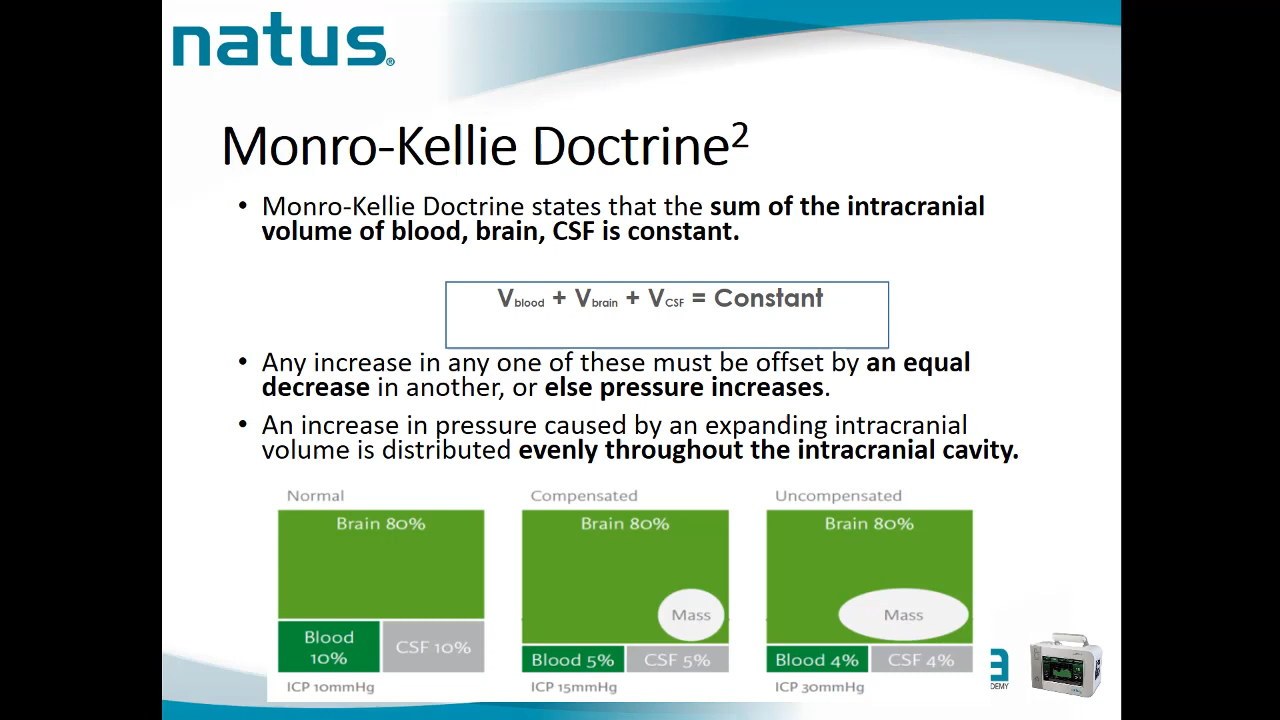 natus®
Monro-Kellie Doctrine²
• Monro-Kellie Doctrine states that the sum of the intracranial
volume of blood, brain, CSF is constant.
Vblood + Vbrain + VCSF = Constant
• Any increase in any one of these must be offset by an equal
decrease in another, or else pressure increases.
• An increase in pressure caused by an expanding intracranial
volume is distributed evenly throughout the intracranial cavity.
Normal
Brain 80%
Blood
10%
CSF 10%
ICP 10mmHg
Compensated
Brain 80%
Mass
Blood 5%
CSF 5%
ICP 15mmHg
Uncompensated
Brain 80%
Mass
Blood 4%
CSF 4%
ICP 30mmHg